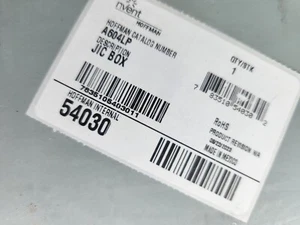 nvent
HOFFMAN
HOFFMAN CATALOG NUMBER
A604LP
DESCRIPTION
JIC BOX
QTY/STK
1
HOFFMAN INTERNAL
54030
RoHS
PRODUCT REVISION N/A
MADE IN MEXICO